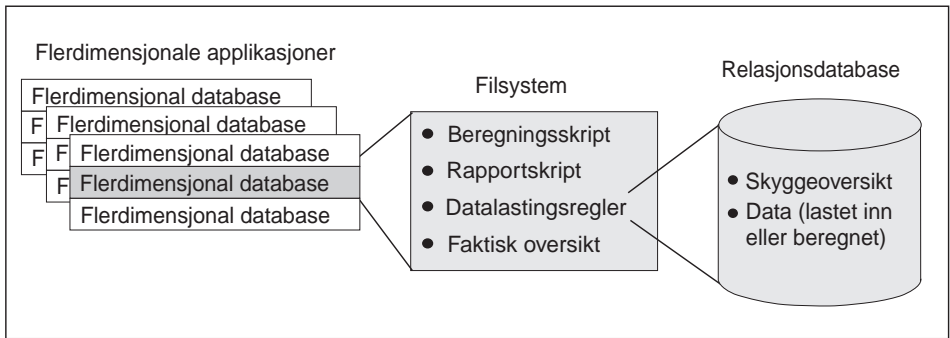 Flerdimensjonale applikasjoner
Flerdimensjonal database
F
Flerdimensjonal database
F
F
Flerdimensjonal database
F
Flerdimensjonal database
Flerdimensjonal database
Filsystem
● Beregningsskript
● Rapportskript
● Datalastingsregler
● Faktisk oversikt
Relasjonsdatabase
● Skyggeoversikt
● Data (lastet inn
eller beregnet)